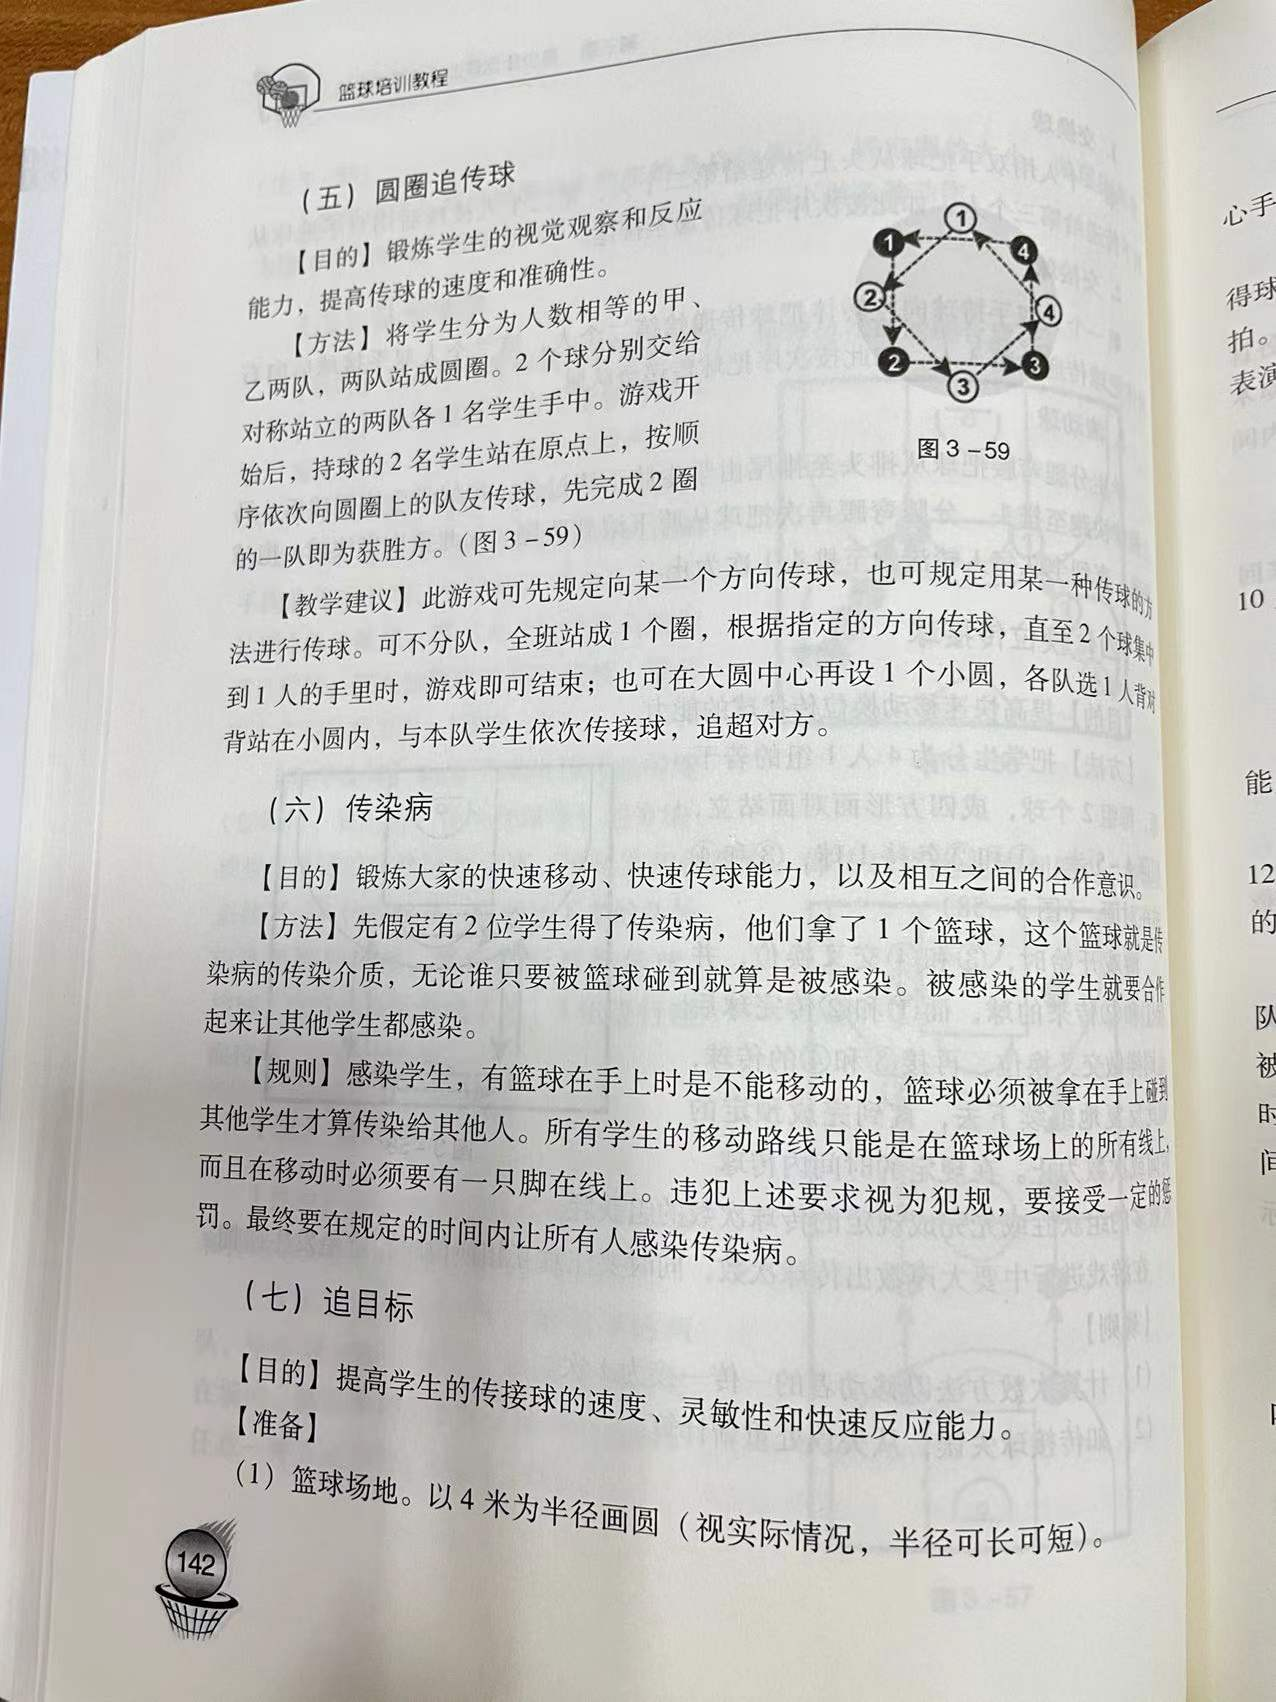 篮球培训教程
（五）圆圈追传球
【目的】锻炼学生的视觉观察和反应
能力，提高传球的速度和准确性。
【方法】将学生分为人数相等的甲、
乙两队，两队站成圆圈。2 个球分别交给
对称站立的两队各 1 名学生手中。游戏开
始后，持球的 2 名学生站在原点上，按顺
序依次向圆圈上的队友传球，先完成 2 圈
的一队即为获胜方。（图 3－59）
①
❶
❹
②
④
❷
❸
③
图 3－59
【教学建议】此游戏可先规定向某一个方向传球，也可规定用某一种传球的方
法进行传球。可不分队，全班站成 1 个圈，根据指定的方向传球，直至 2 个球集中
到 1 人的手里时，游戏即可结束；也可在大圆中心再设 1 个小圆，各队选 1 人背对
背站在小圆内，与本队学生依次传接球，追超对方。
（六）传染病
【目的】锻炼大家的快速移动、快速传球能力，以及相互之间的合作意识。
【方法】先假定有 2 位学生得了传染病，他们拿了 1 个篮球，这个篮球就是传
染病的传染介质，无论谁只要被篮球碰到就算是被感染。被感染的学生就要合作
起来让其他学生都感染。
【规则】感染学生，有篮球在手上时是不能移动的，篮球必须被拿在手上碰到
其他学生才算传染给其他人。所有学生的移动路线只能是在篮球场上的所有线上，
而且在移动时必须要有一只脚在线上。违犯上述要求视为犯规，要接受一定的惩
罚。最终要在规定的时间内让所有人感染传染病。
（七）追目标
【目的】提高学生的传接球的速度、灵敏性和快速反应能力。
【准备】
（1）篮球场地。以 4 米为半径画圆（视实际情况，半径可长可短）。
142
心手
得球
拍。
表演
10
能
12
的
队
被
时
间